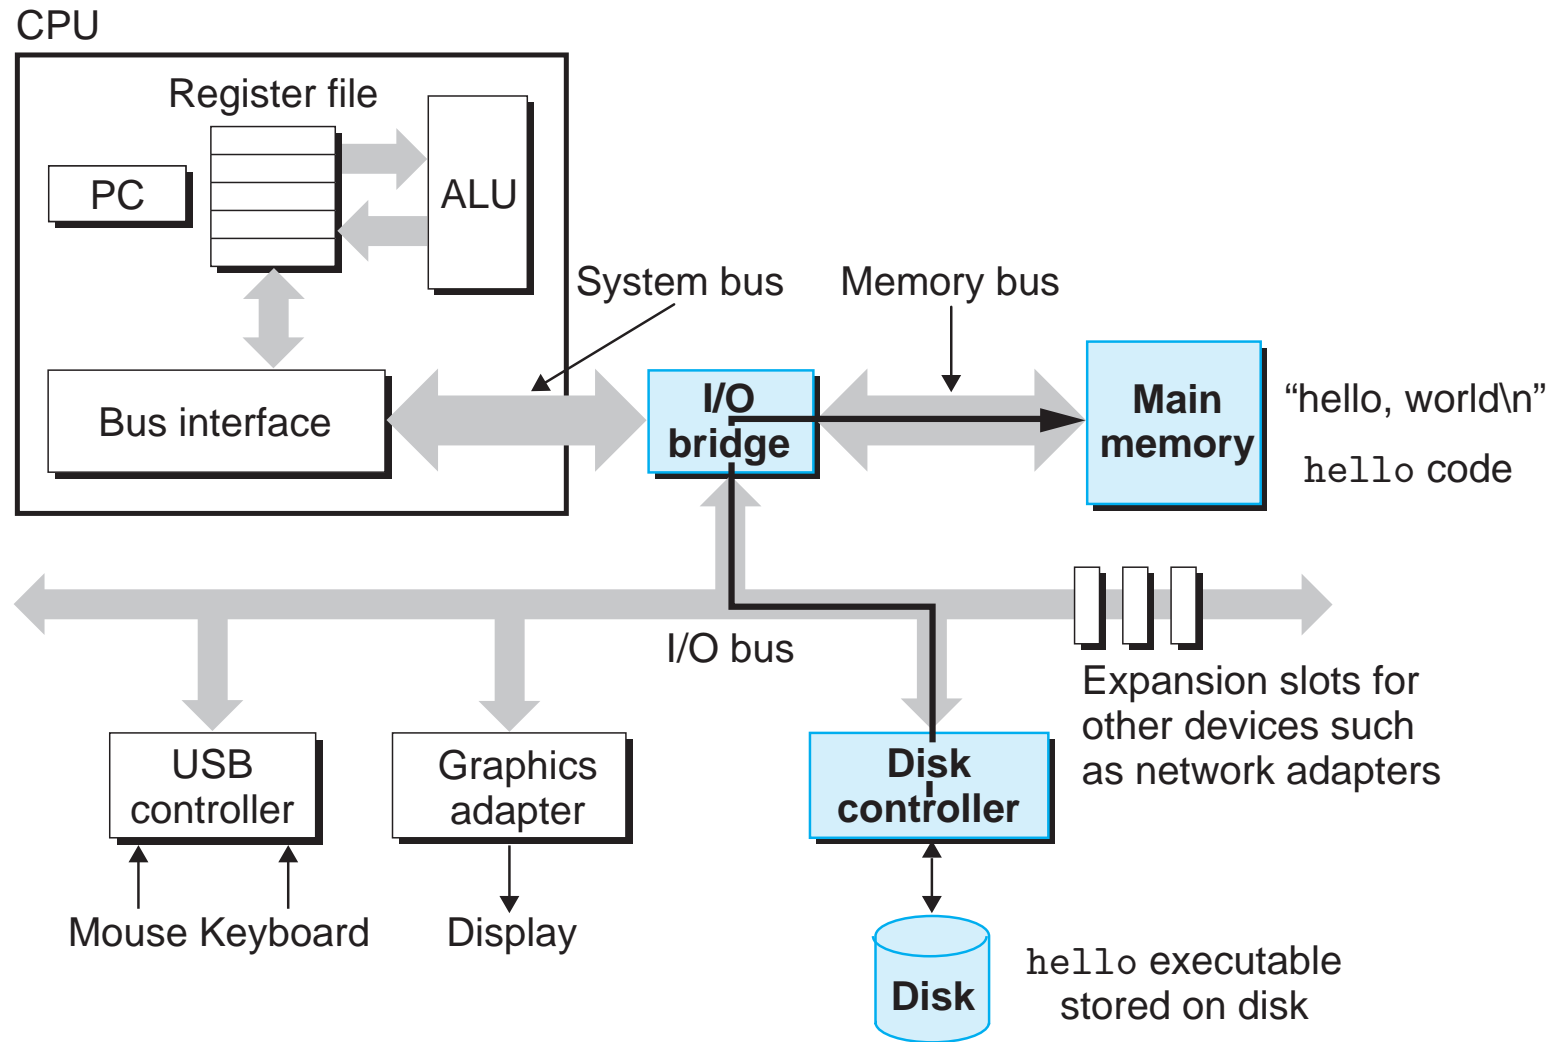 CPU
Register file
PC
ALU
System bus
Memory bus
Bus interface
I/O
bridge
Main
memory
“hello, world\n”
hello code
I/O bus
Expansion slots for
other devices such
as network adapters
USB
controller
Graphics
adapter
Disk
controller
Mouse Keyboard
Display
Disk
hello executable
stored on disk